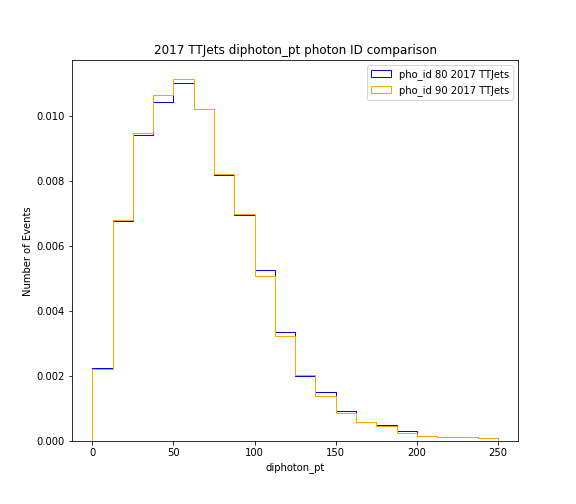 2017 TTJets diphoton_pt photon ID comparison
pho_id 80 2017 TTJets
pho_id 90 2017 TTJets
Number of Events
0.010
0.008
0.006
0.004
0.002
0.000
0 50 100 150 200 250
diphoton_pt